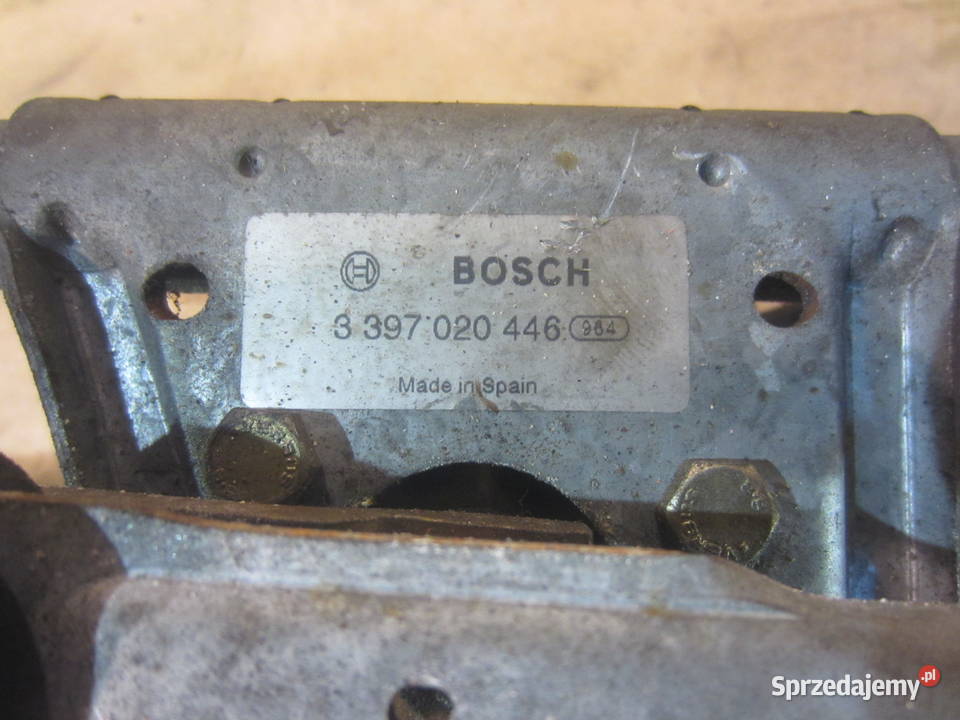 BOSCH
3 397 020 446 964
Made in Spain
Sprzedajemy.pl